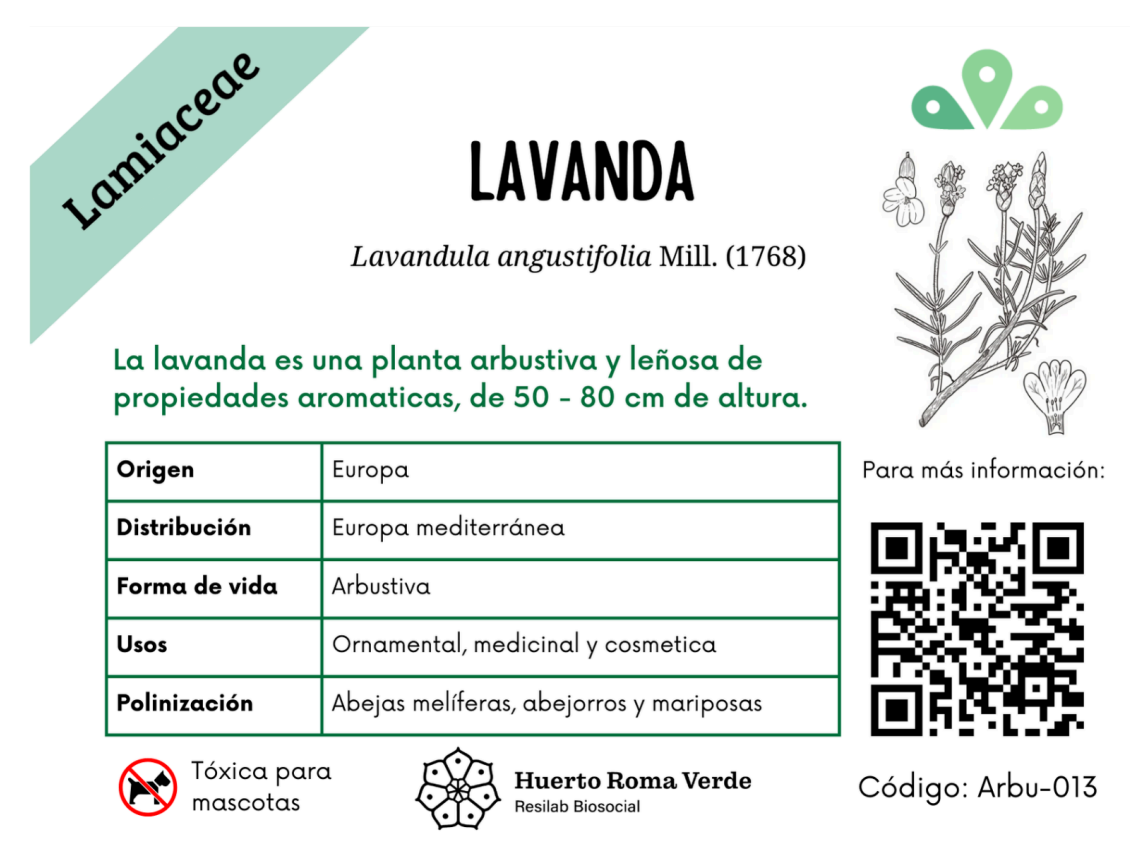 Lamiaceae
LAVANDA
Lavandula angustifolia Mill. (1768)
La lavanda es una planta arbustiva y leñosa de
propiedades aromaticas, de 50 - 80 cm de altura.
Origen Europa
Distribución Europa mediterránea
Forma de vida Arbustiva
Usos Ornamental, medicinal y cosmetica
Polinización Abejas melíferas, abejorros y mariposas
Para más información:
Tóxica para
mascotas
Huerto Roma Verde
Resilab Biosocial
Código: Arbu-013